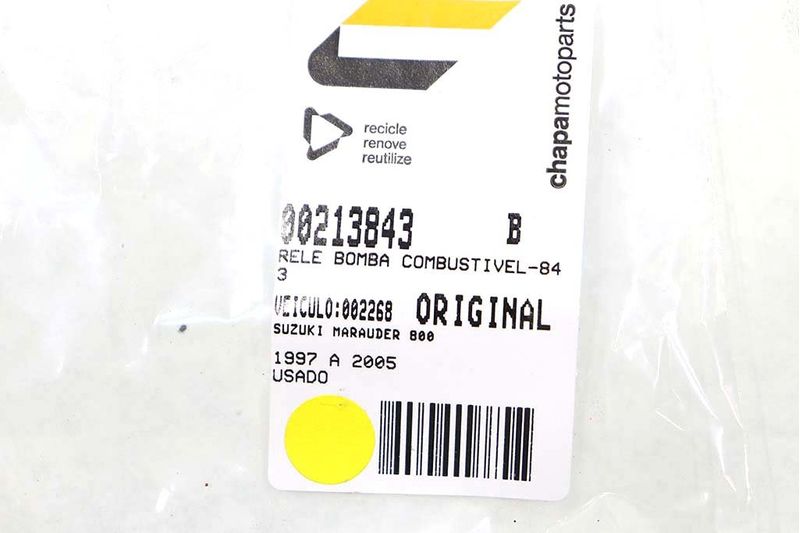 chapamotoparts
recicle
renove
reutilize
00213843 B
RELE BOMBA COMBUSTIVEL-84
3
VEICULO:002268 ORIGINAL
SUZUKI MARAUDER 800
1997 A 2005
USADO